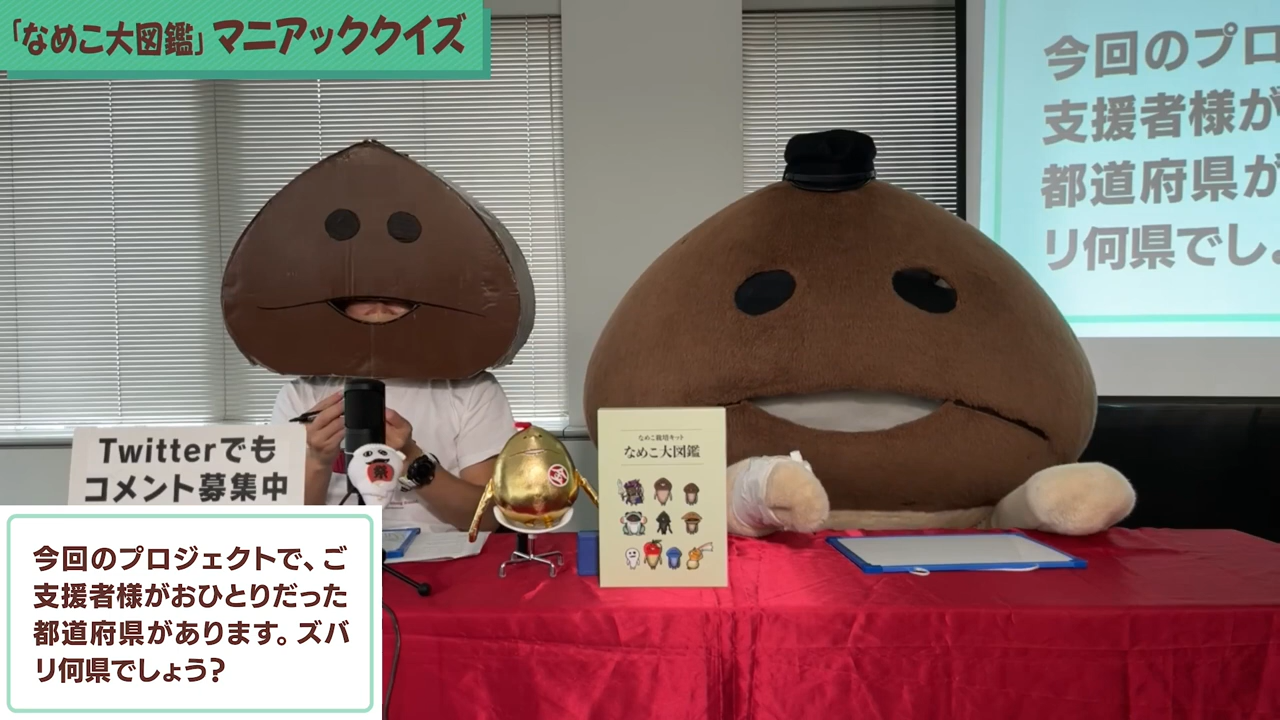 「なめこ大図鑑」マニアッククイズ
今回のプロ
支援者様が
都道府県が
リ何県でしょ
Twitterでも
コメント募集中
なめこ栽培キット
なめこ大図鑑
今回のプロジェクトで、ご
支援者様がおひとりだった
都道府県があります。ズバ
リ何県でしょう?